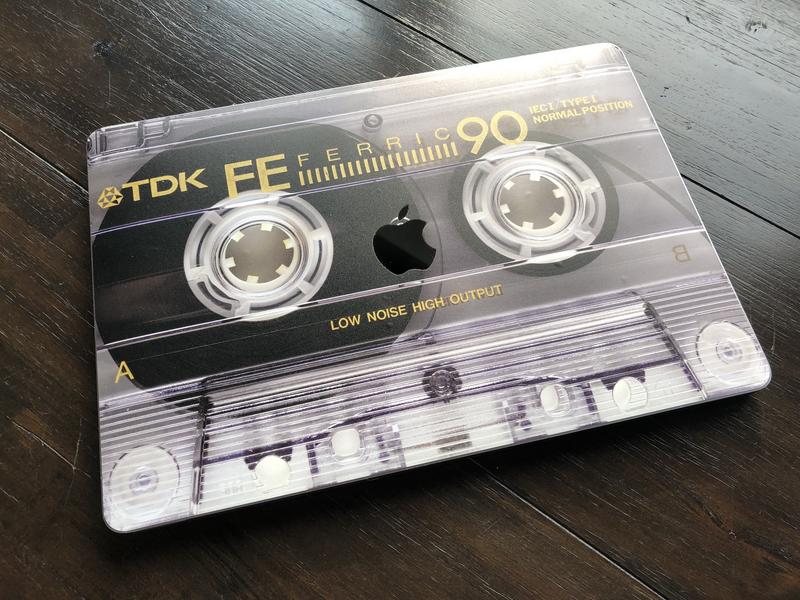 TDK FE FERRIC 90 IEC I / TYPE I
NORMAL POSITION
B
LOW NOISE HIGH OUTPUT
A